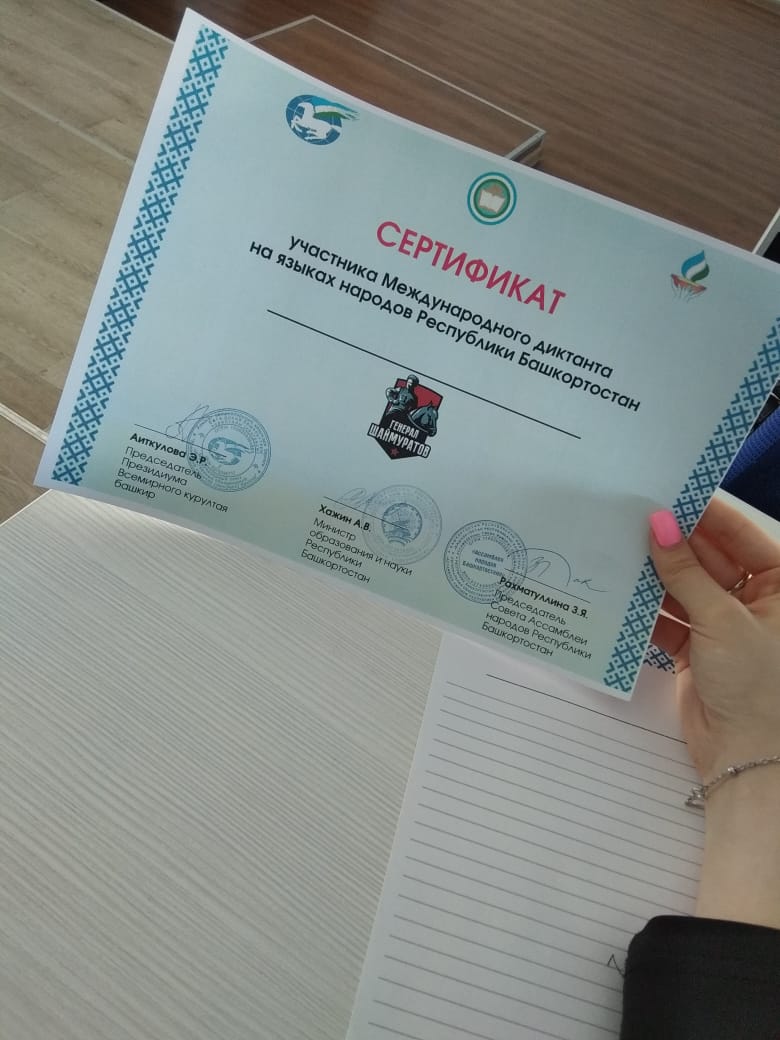 СЕРТИФИКАТ
участника Международного диктанта
на языках народов Республики Башкортостан
ГЕНЕРАЛ
ШАЙМУРАТОВ
Аиткулова Э.Р.
Председатель
Президиума
Всемирного курултая
башкир
Хажин А.В.
Министр
образования и науки
Республики
Башкортостан
Рахматуллина З.Я.
Председатель
Совета Ассамблеи
народов Республики
Башкортостан